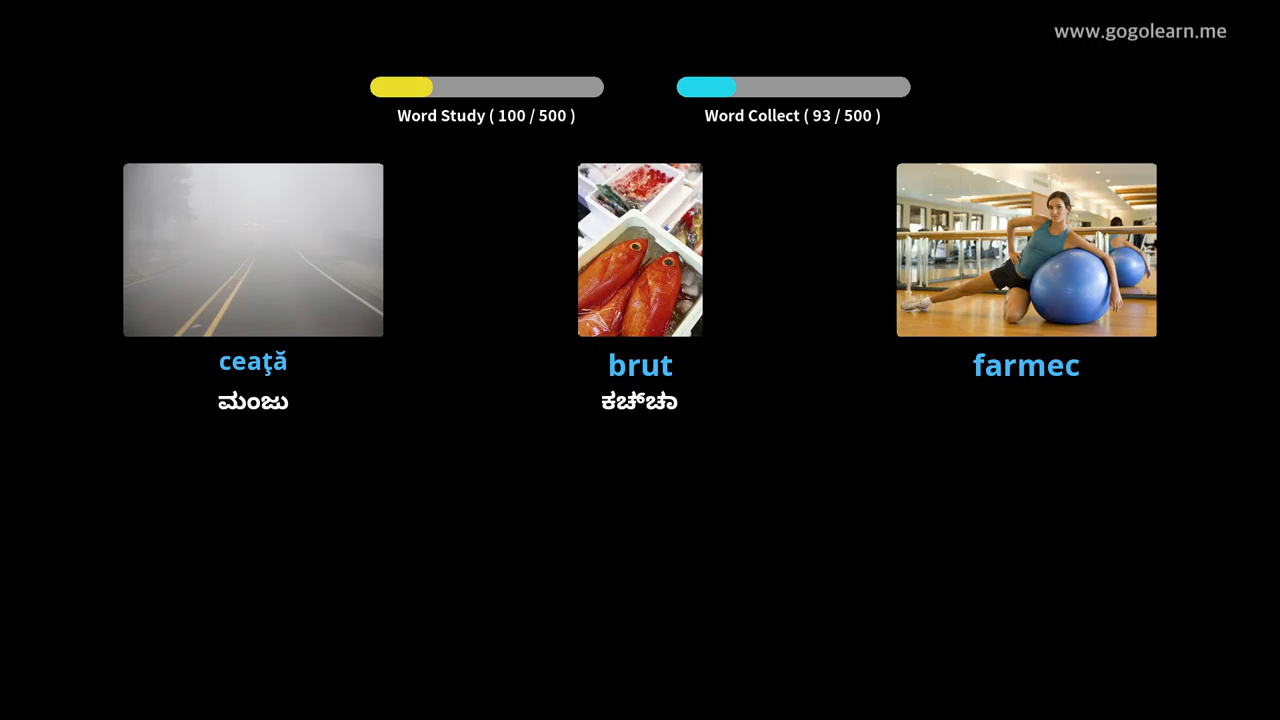 www.gogolearn.me
Word Study ( 100 / 500 )
Word Collect ( 93 / 500 )
ceaţă
brut
farmec
ಮಂಜು
ಕಚ್‌ಚಾ